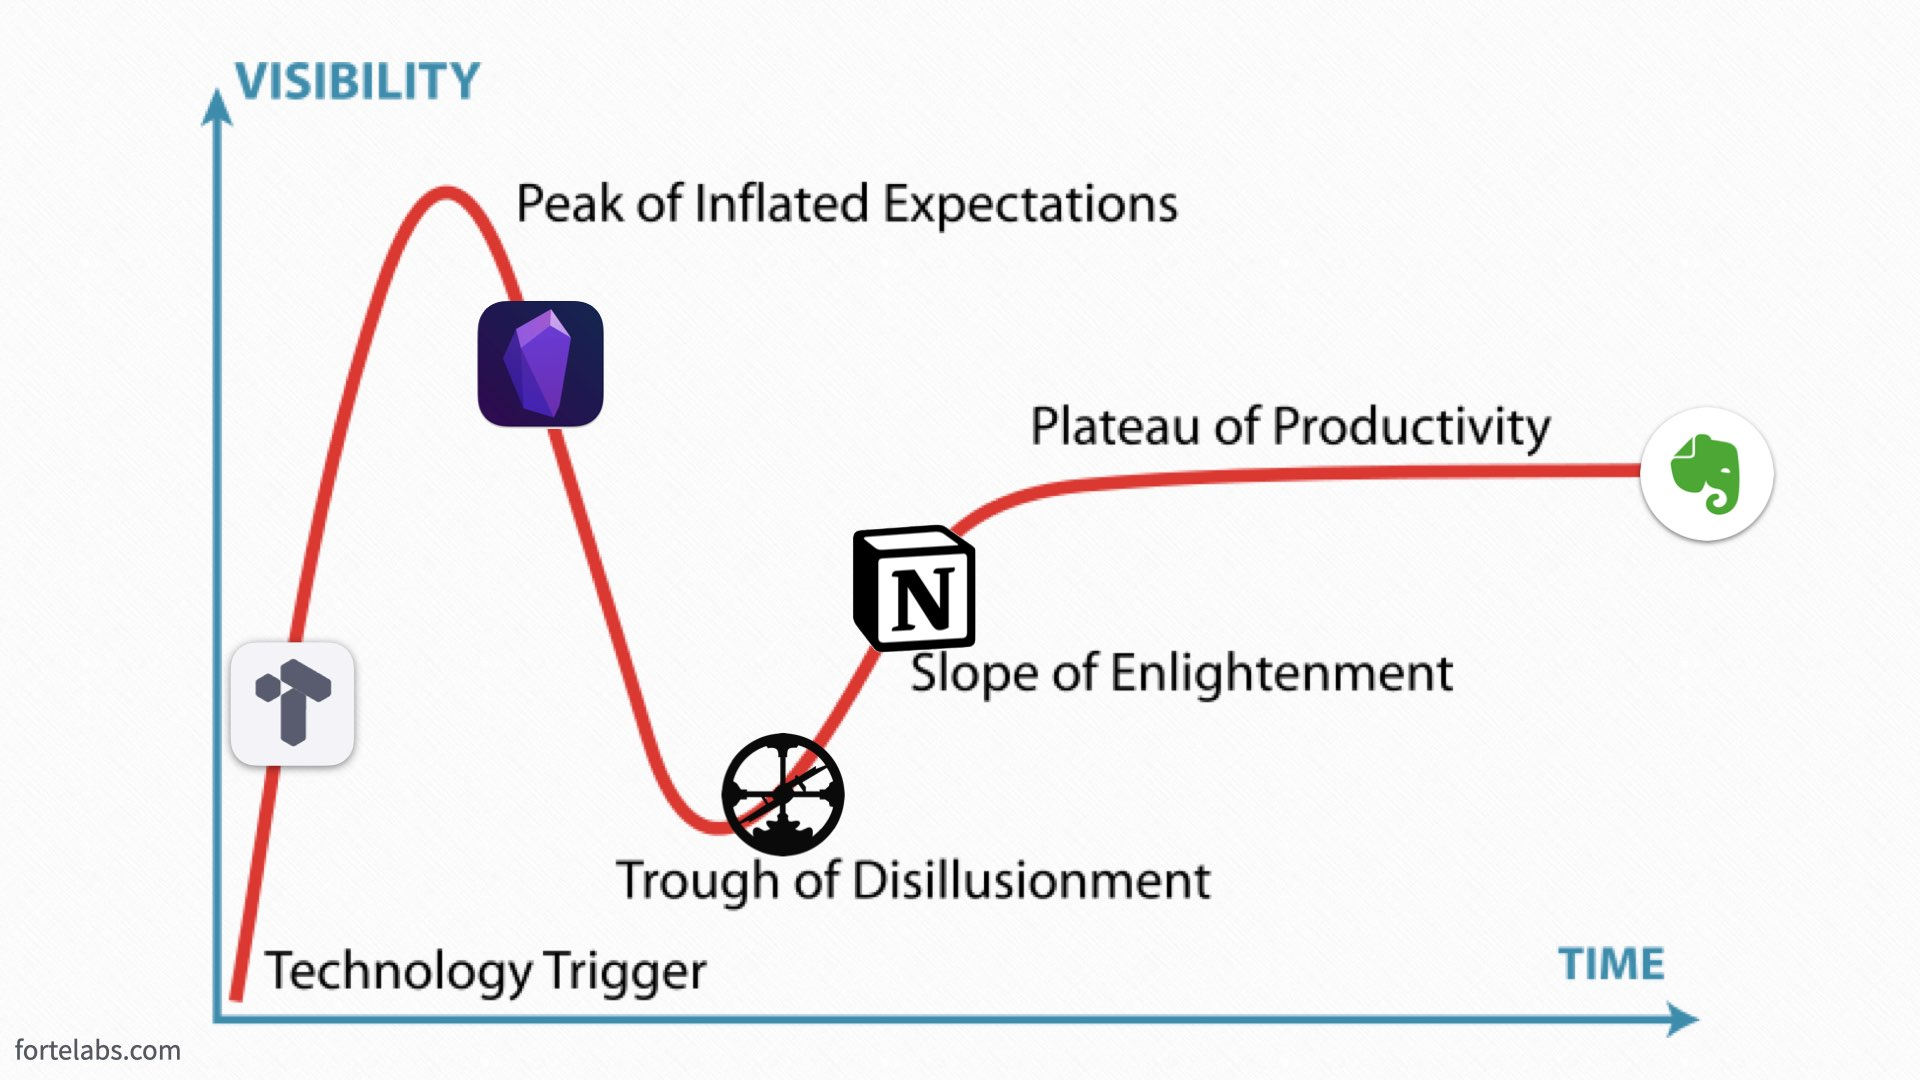 VISIBILITY
Peak of Inflated Expectations
Plateau of Productivity
N
Slope of Enlightenment
Trough of Disillusionment
TIME
Technology Trigger
fortelabs.com